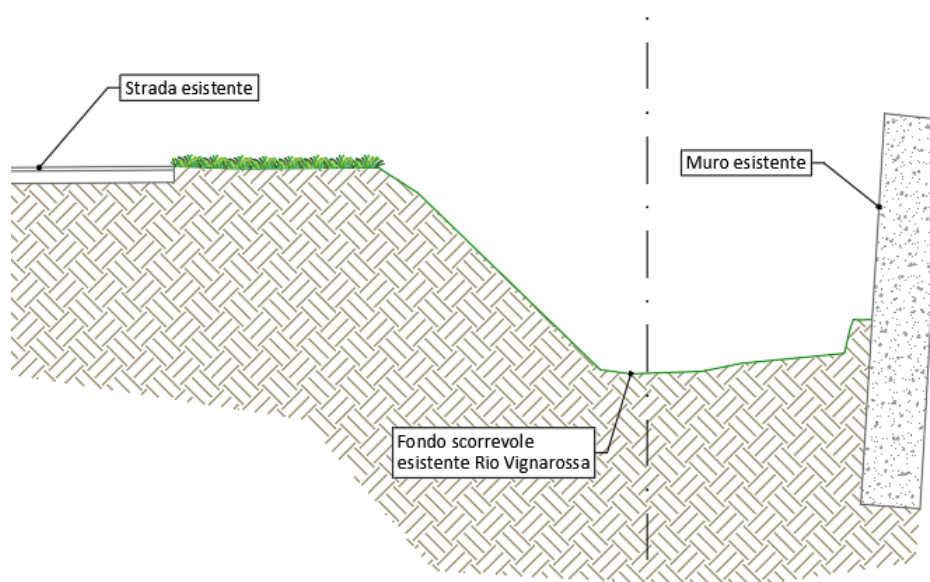 Strada esistente
Muro esistente
Fondo scorrevole
esistente Rio Vignarossa